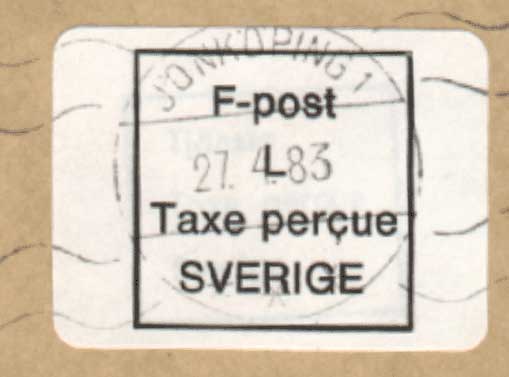 JÖNKÖPING 1
F-post
L
27. 4.83
Taxe perçue
SVERIGE